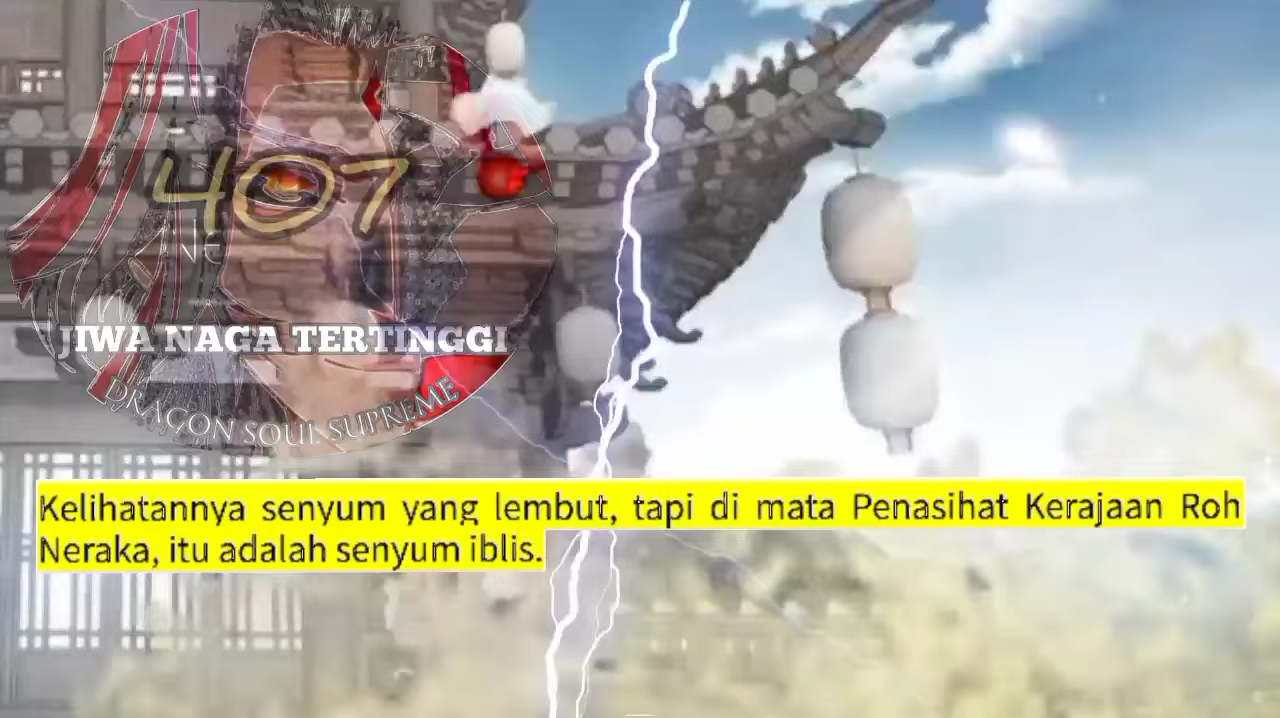 407
JIWA NAGA TERTINGGI
DRAGON SOUL SUPREME
Kelihatannya senyum yang lembut, tapi di mata Penasihat Kerajaan Roh
Neraka, itu adalah senyum iblis.